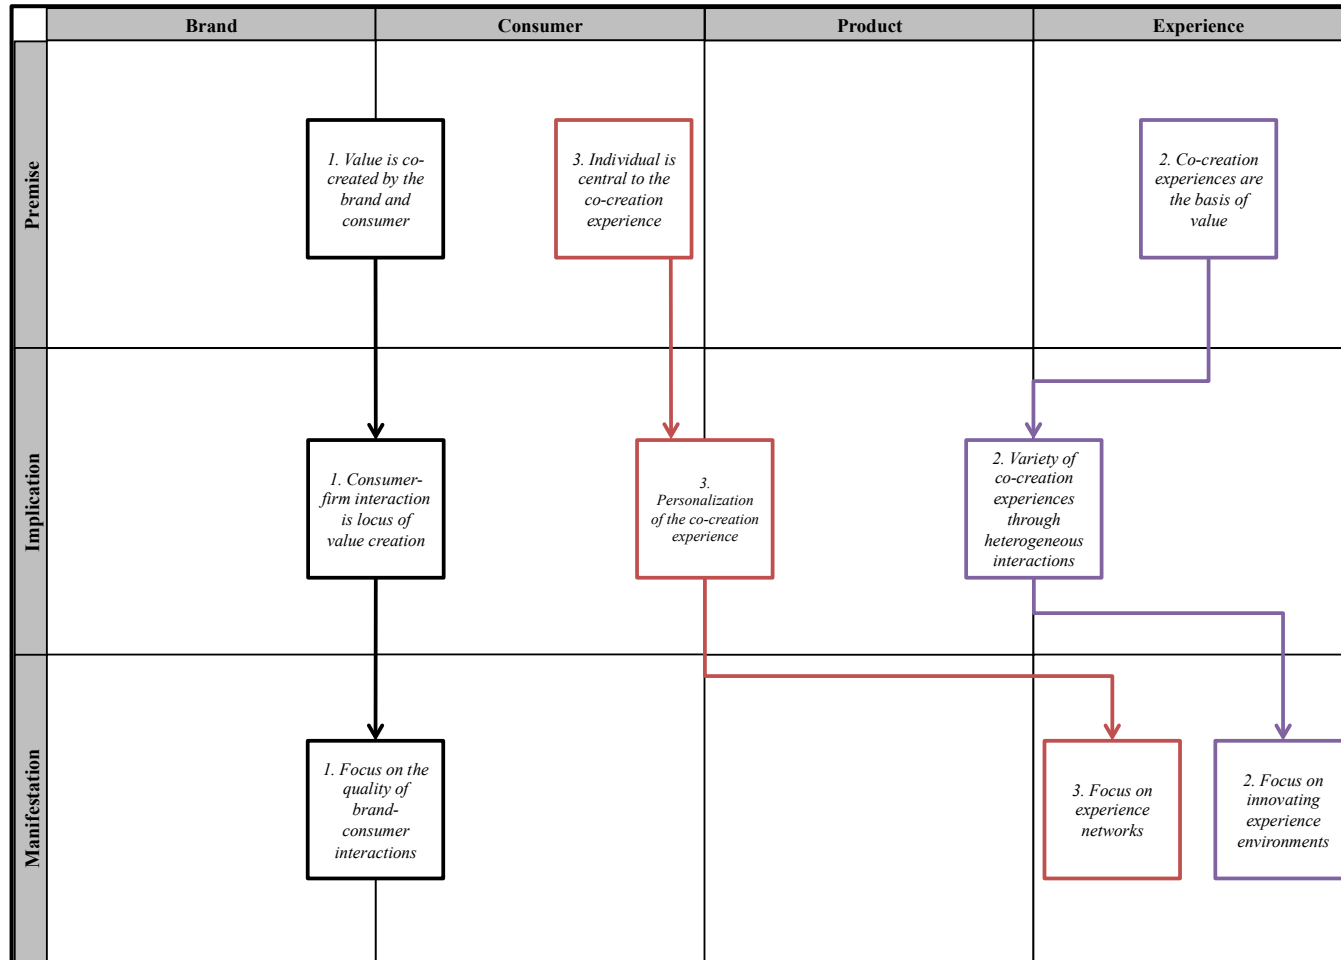 Brand
Consumer
Product
Experience
Premise
1. Value is co-
created by the
brand and
consumer
3. Individual is
central to the
co-creation
experience
2. Co-creation
experiences are
the basis of
value
Implication
1. Consumer-
firm interaction
is locus of
value creation
3.
Personalization
of the co-creation
experience
2. Variety of
co-creation
experiences
through
heterogeneous
interactions
Manifestation
1. Focus on the
quality of
brand-
consumer
interactions
3. Focus on
experience
networks
2. Focus on
innovating
experience
environments